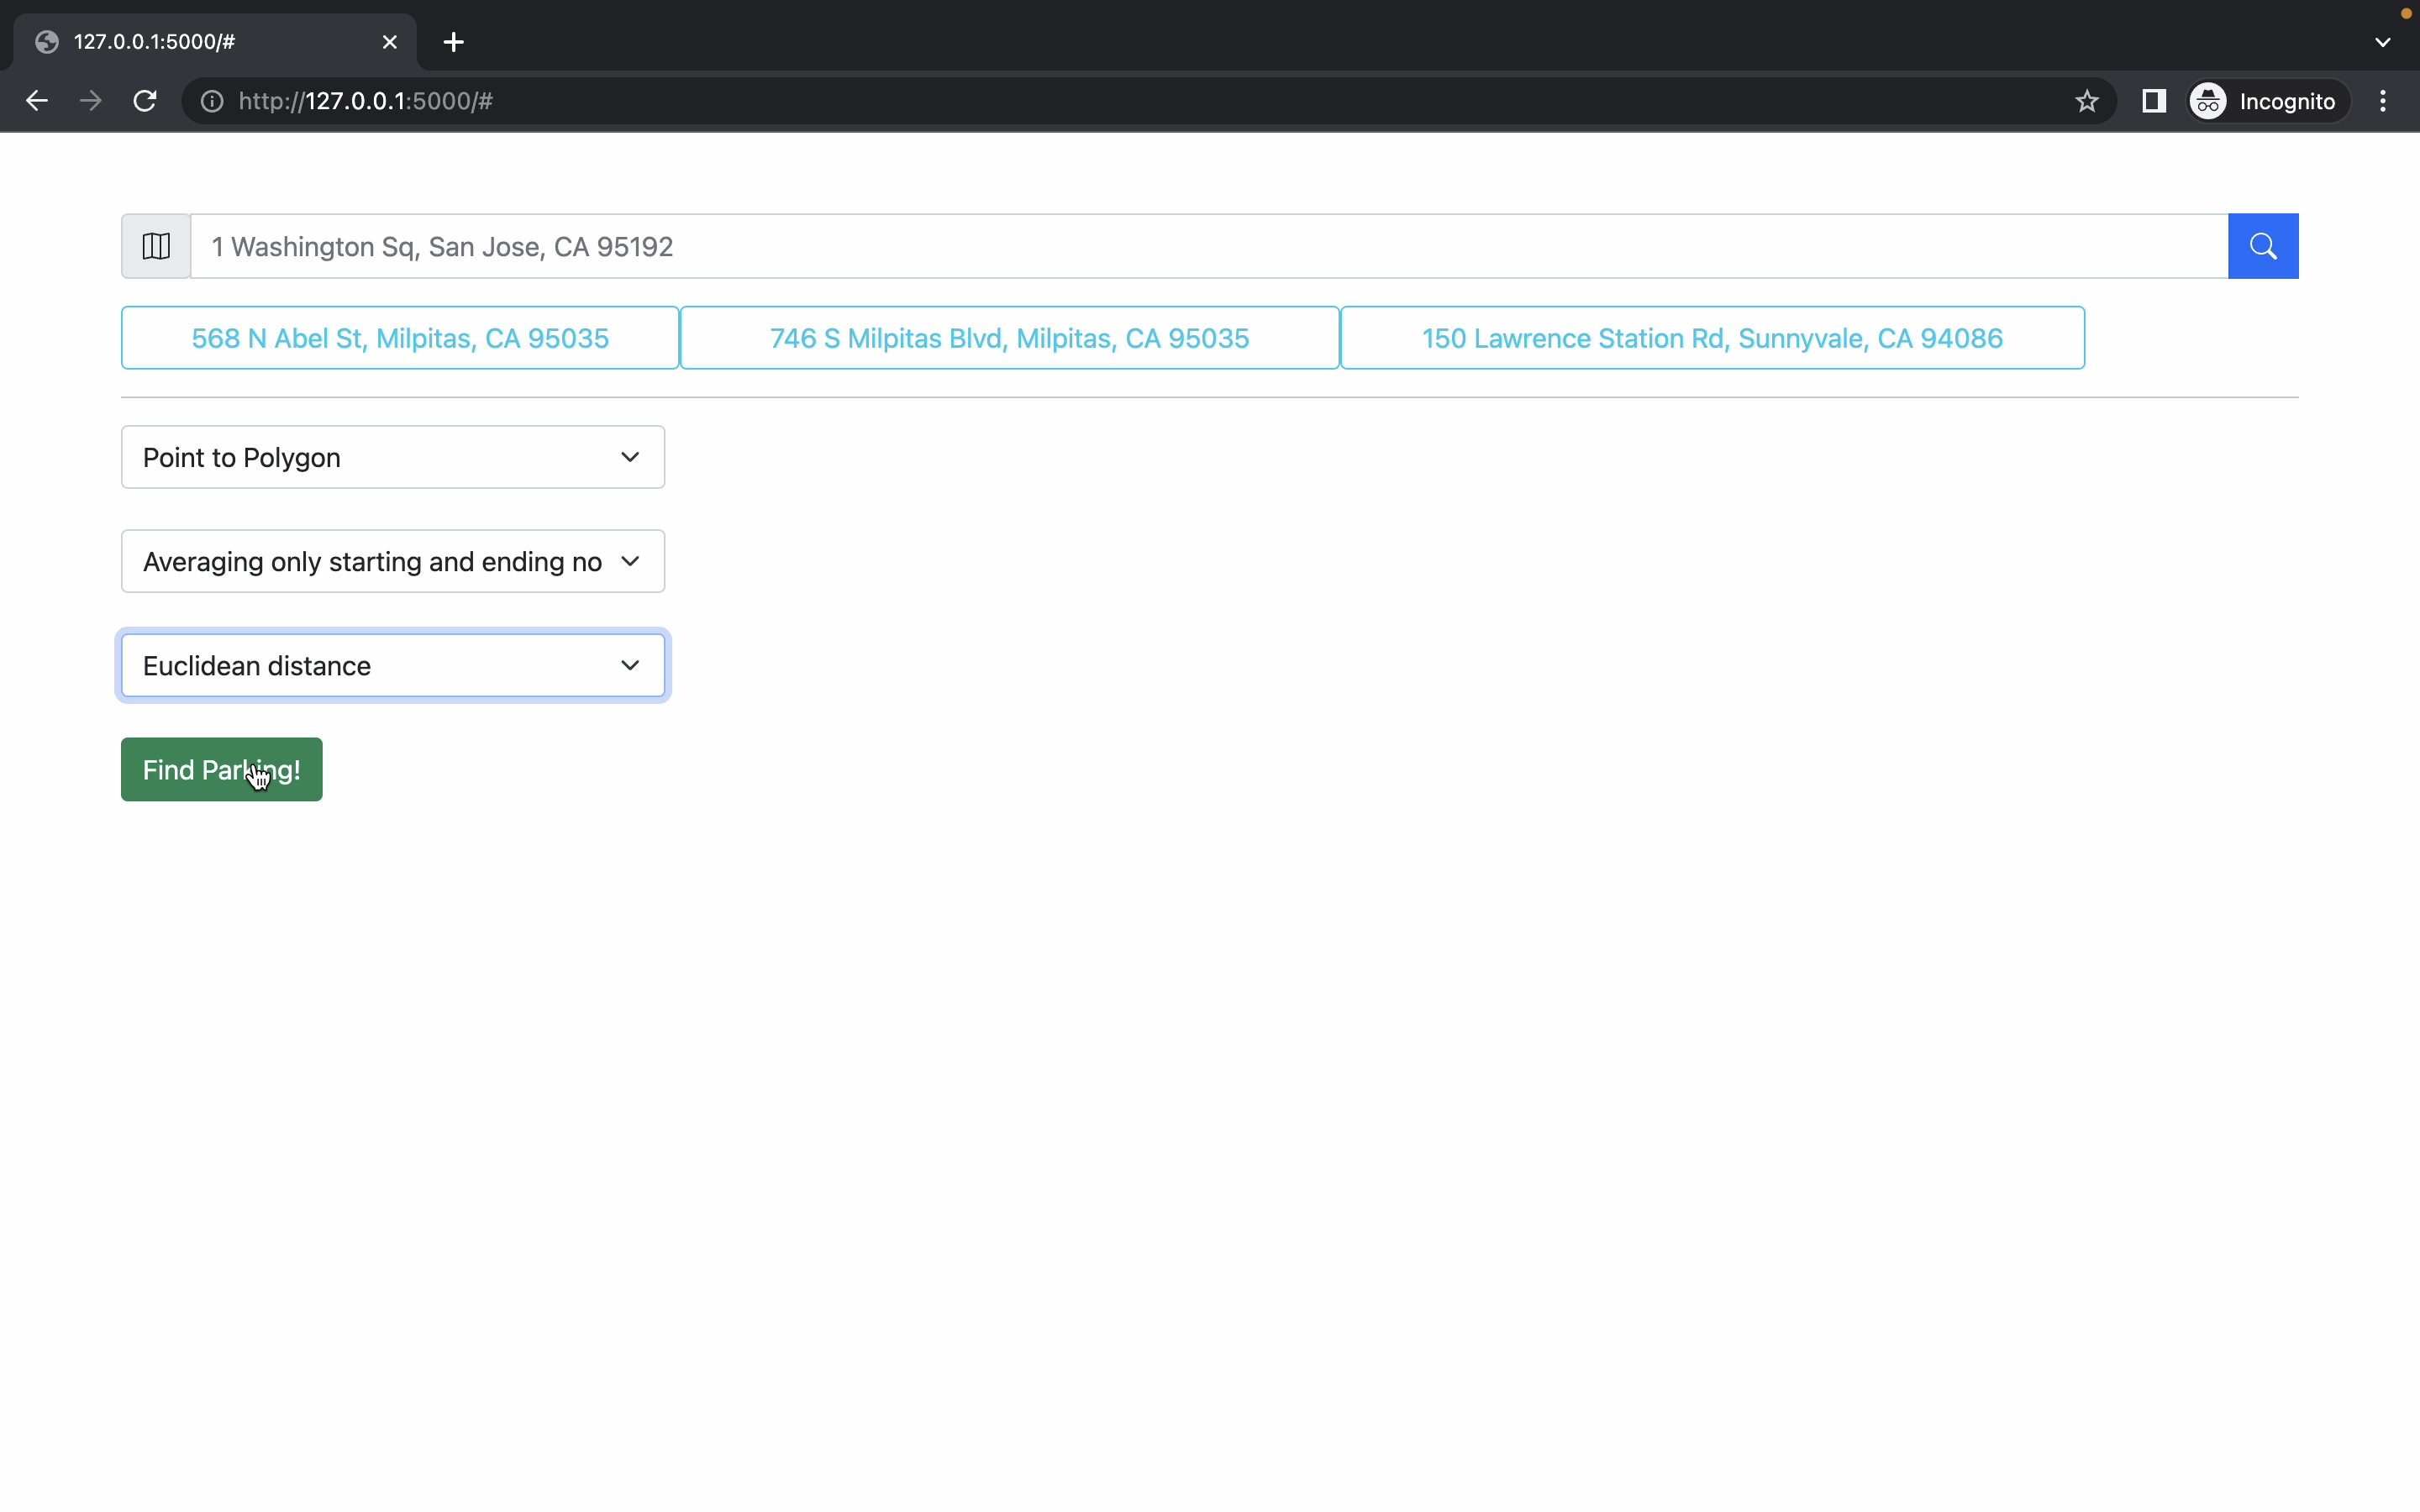 127.0.0.1:5000/#
http://127.0.0.1:5000/#
Incognito
1 Washington Sq, San Jose, CA 95192
568 N Abel St, Milpitas, CA 95035
746 S Milpitas Blvd, Milpitas, CA 95035
150 Lawrence Station Rd, Sunnyvale, CA 94086
Point to Polygon
Averaging only starting and ending no
Euclidean distance
Find Parking!